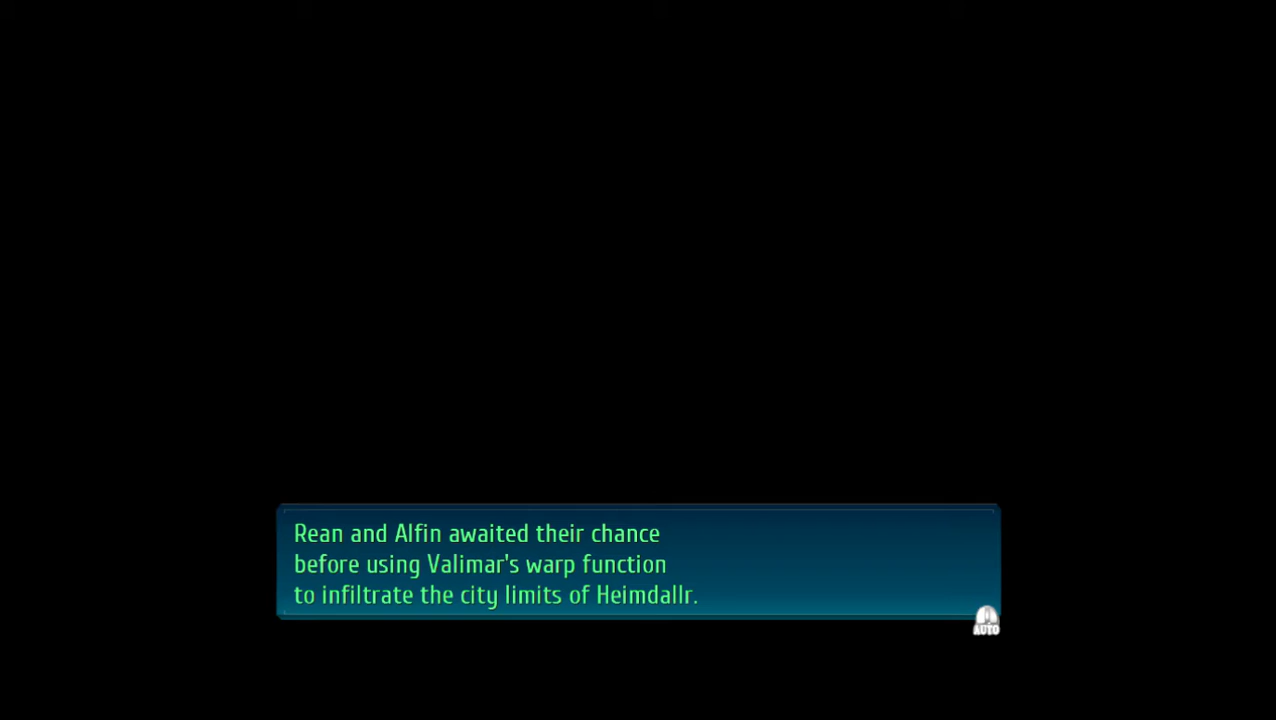 Rean and Alfin awaited their chance
before using Valimar's warp function
to infiltrate the city limits of Heimdallr.
AUTO